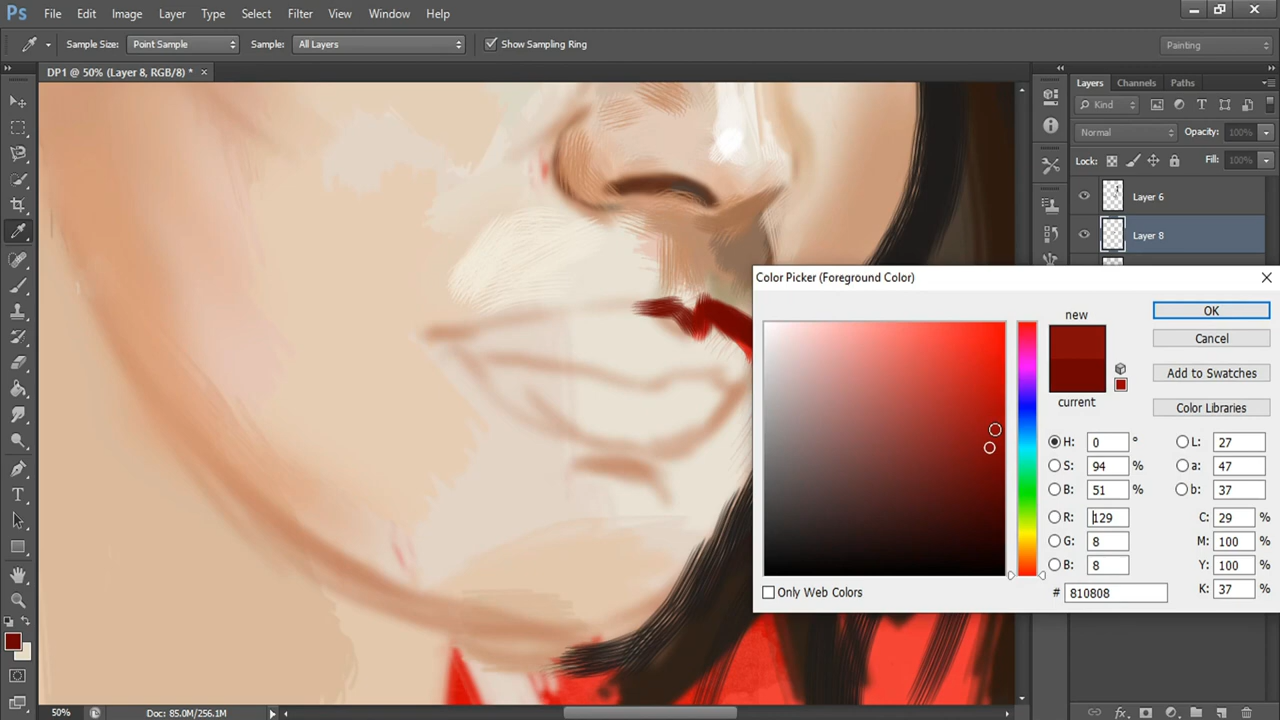 Ps File Edit Image Layer Type Select Filter View Window Help
Sample Size: Point Sample Sample: All Layers Show Sampling Ring Painting
DP1 @ 50% (Layer 8, RGB/8) * ×
Layers Channels Paths
Kind
Normal Opacity: 100%
Lock: Fill: 100%
Layer 6
Layer 8
Color Picker (Foreground Color)
new
current
OK
Cancel
Add to Swatches
Color Libraries
H: 0 ° L: 27
S: 94 % a: 47
B: 51 % b: 37
R: 129 C: 29 %
G: 8 M: 100 %
B: 8 Y: 100 %
# 810808 K: 37 %
Only Web Colors
50% Doc: 85.0M/256.1M